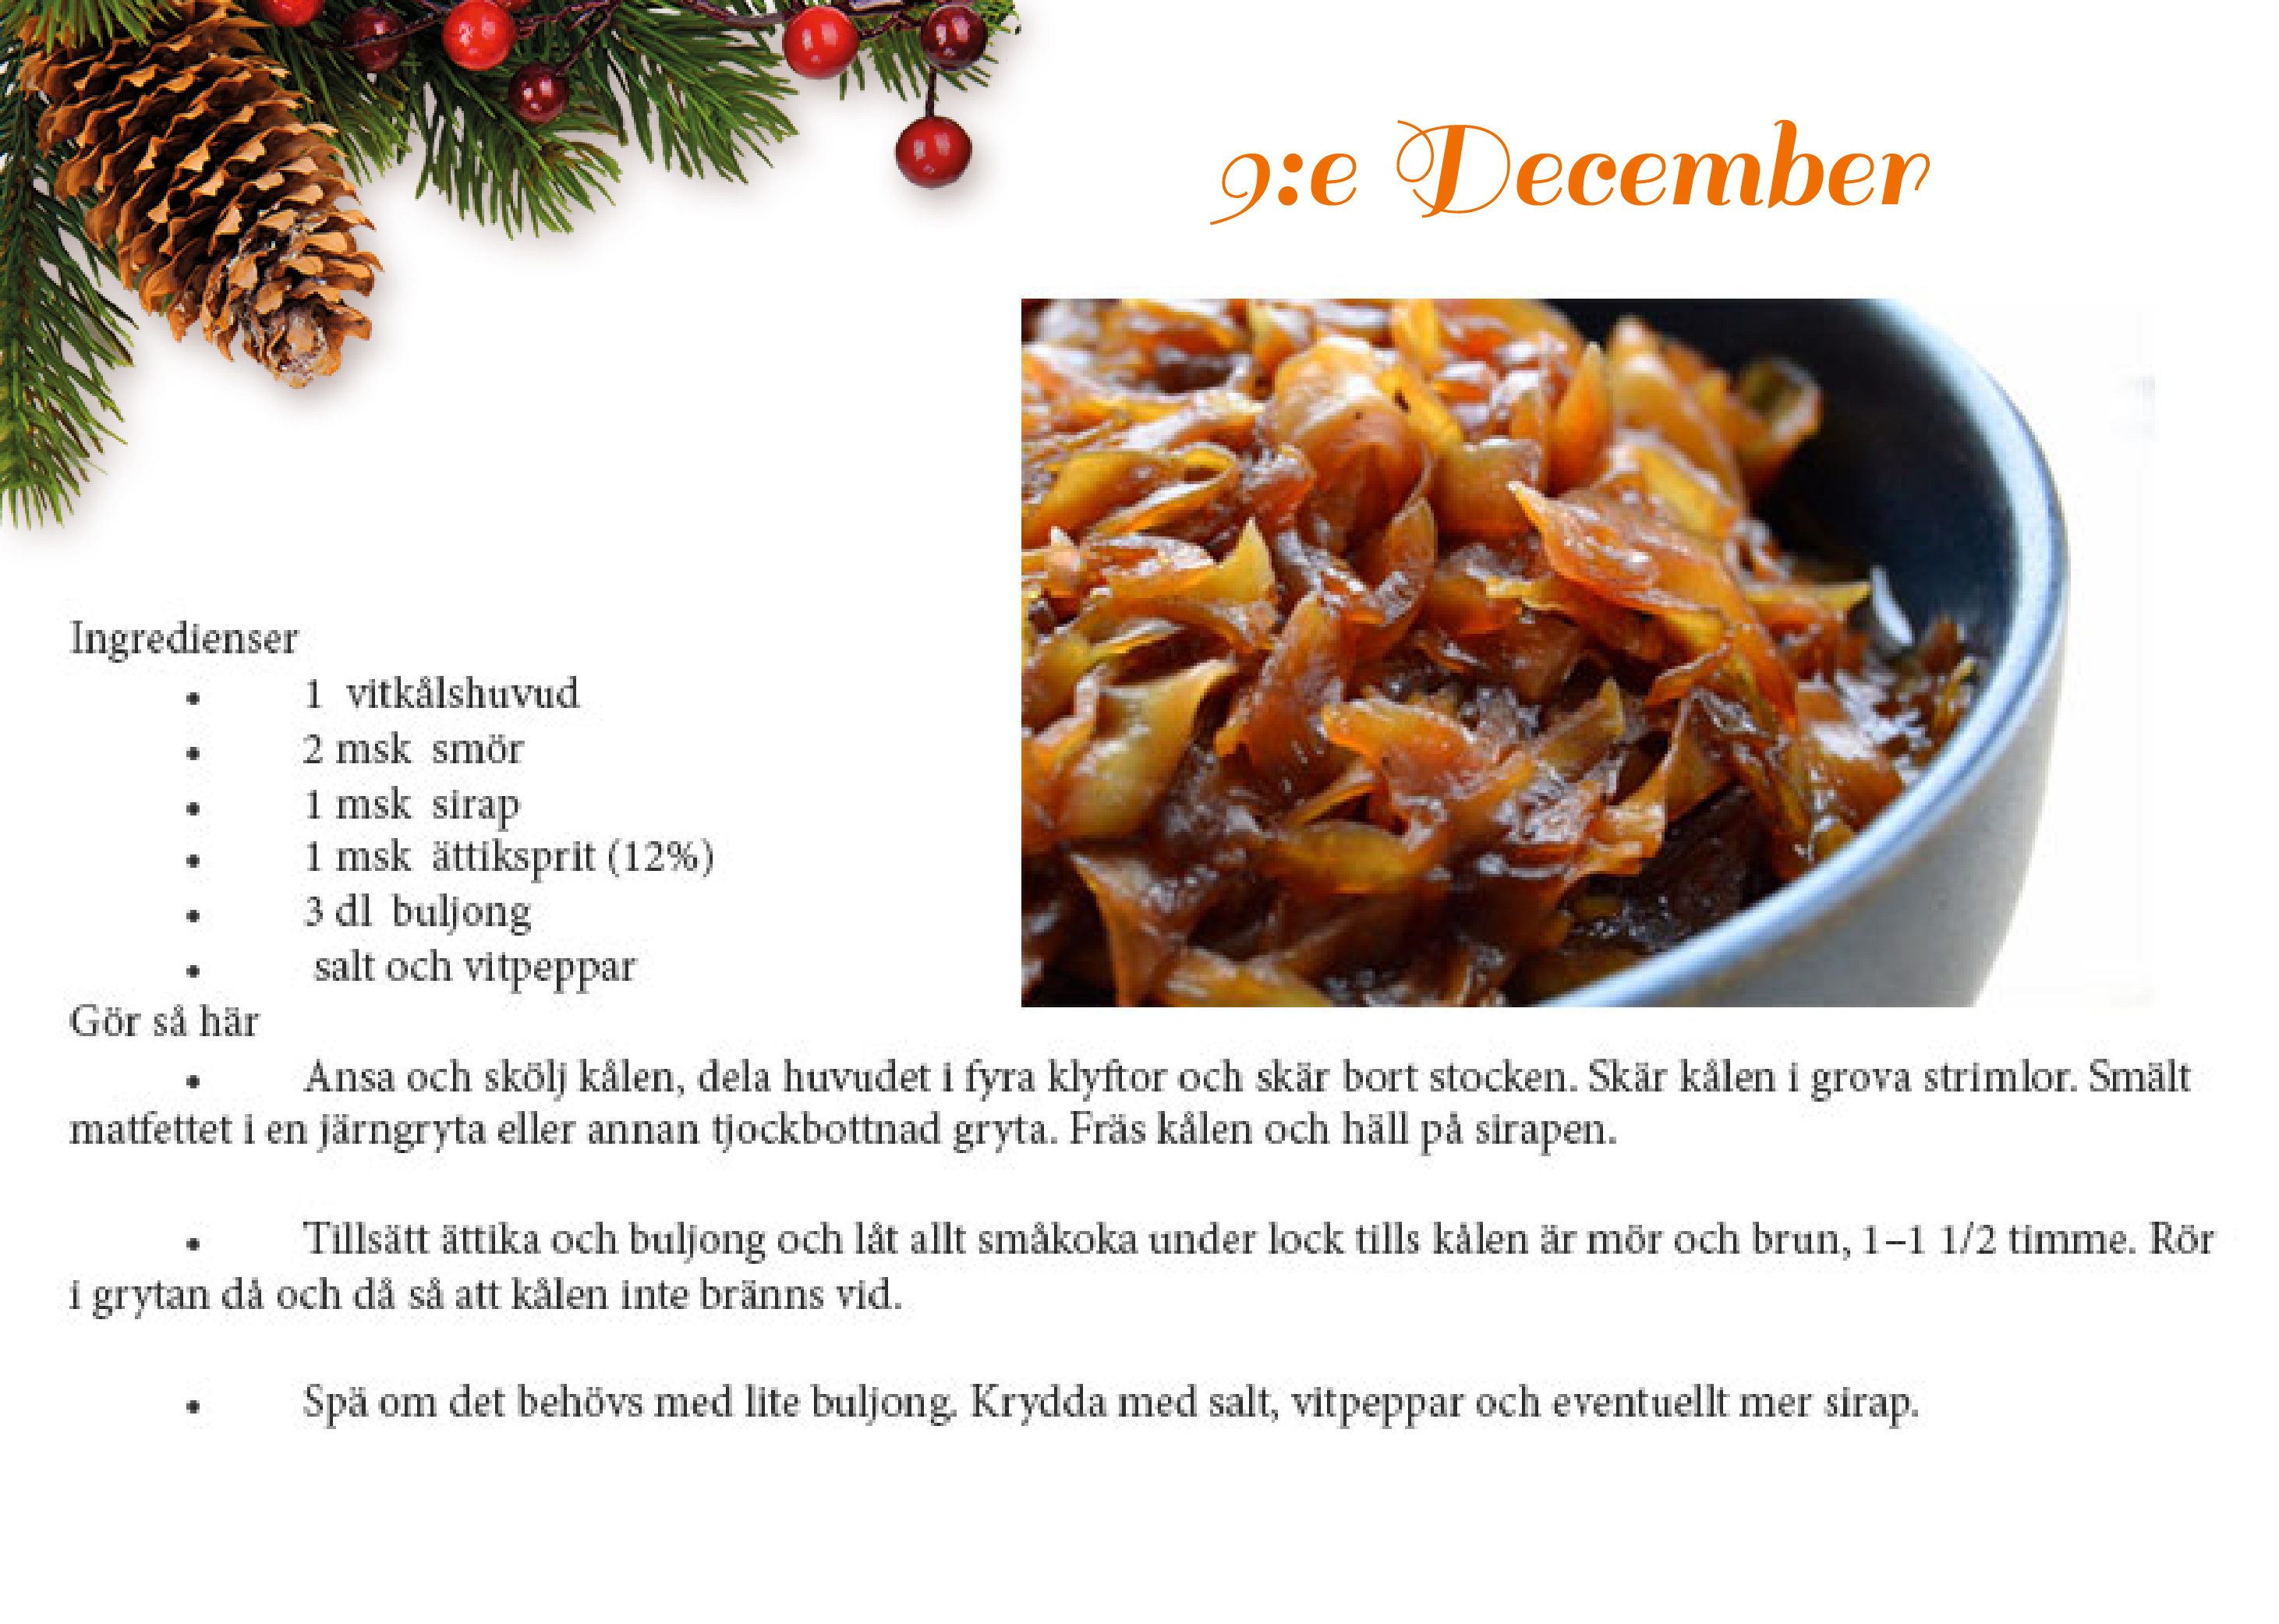 9:e December
Ingredienser
• 1 vitkålshuvud
• 2 msk smör
• 1 msk sirap
• 1 msk ättiksprit (12%)
• 3 dl buljong
• salt och vitpeppar
Gör så här
• Ansa och skölj kålen, dela huvudet i fyra klyftor och skär bort stocken. Skär kålen i grova strimlor. Smält
matfettet i en järngryta eller annan tjockbottnad gryta. Fräs kålen och häll på sirapen.
• Tillsätt ättika och buljong och låt allt småkoka under lock tills kålen är mör och brun, 1–1 1/2 timme. Rör
i grytan då och då så att kålen inte bränns vid.
• Spä om det behövs med lite buljong. Krydda med salt, vitpeppar och eventuellt mer sirap.